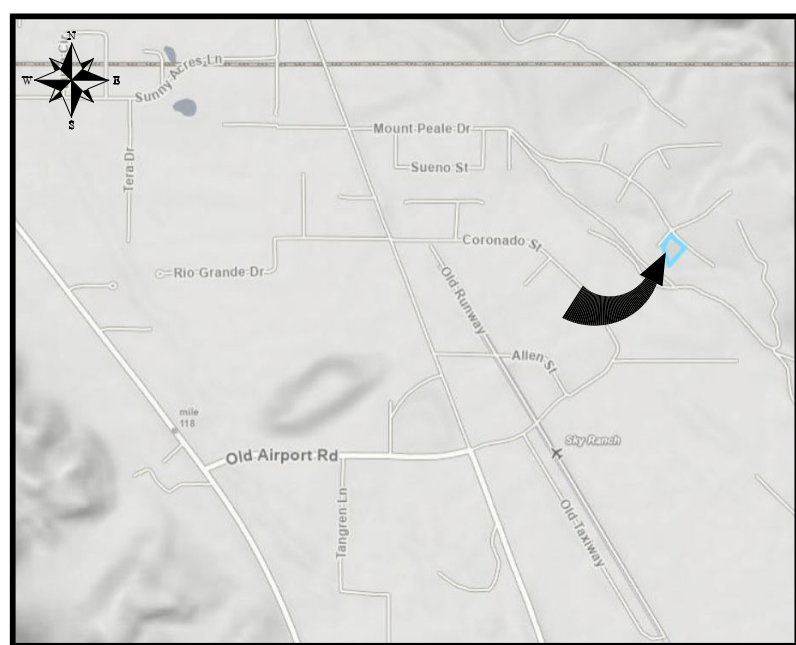 N
W
E
S
Sunny Acres Ln
Tera Dr
Mount Peale Dr
Sueno St
Coronado St
Rio Grande Dr
Old Runway
Allen St
mile
118
Old Airport Rd
Sky Ranch
Tangren Ln
Old Taxiway